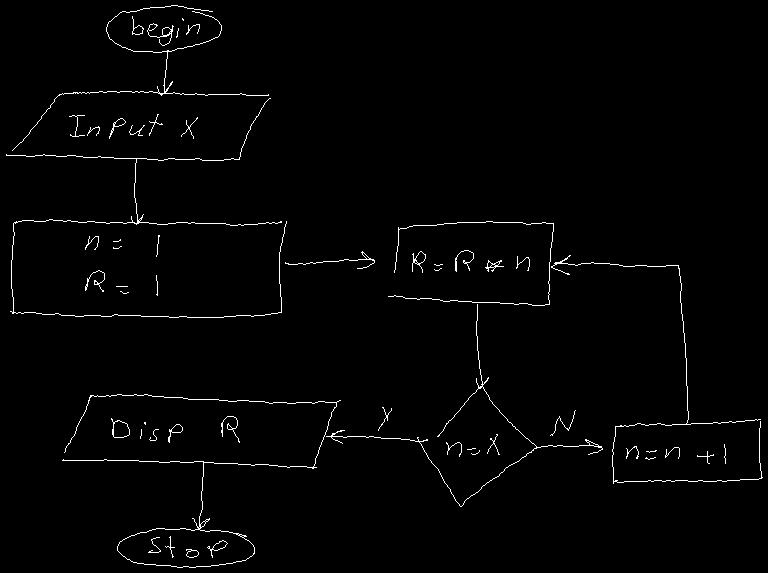 begin
Input X
n = 1
R = 1
R = R * n
n = X
Y
N
n = n + 1
Disp R
Stop